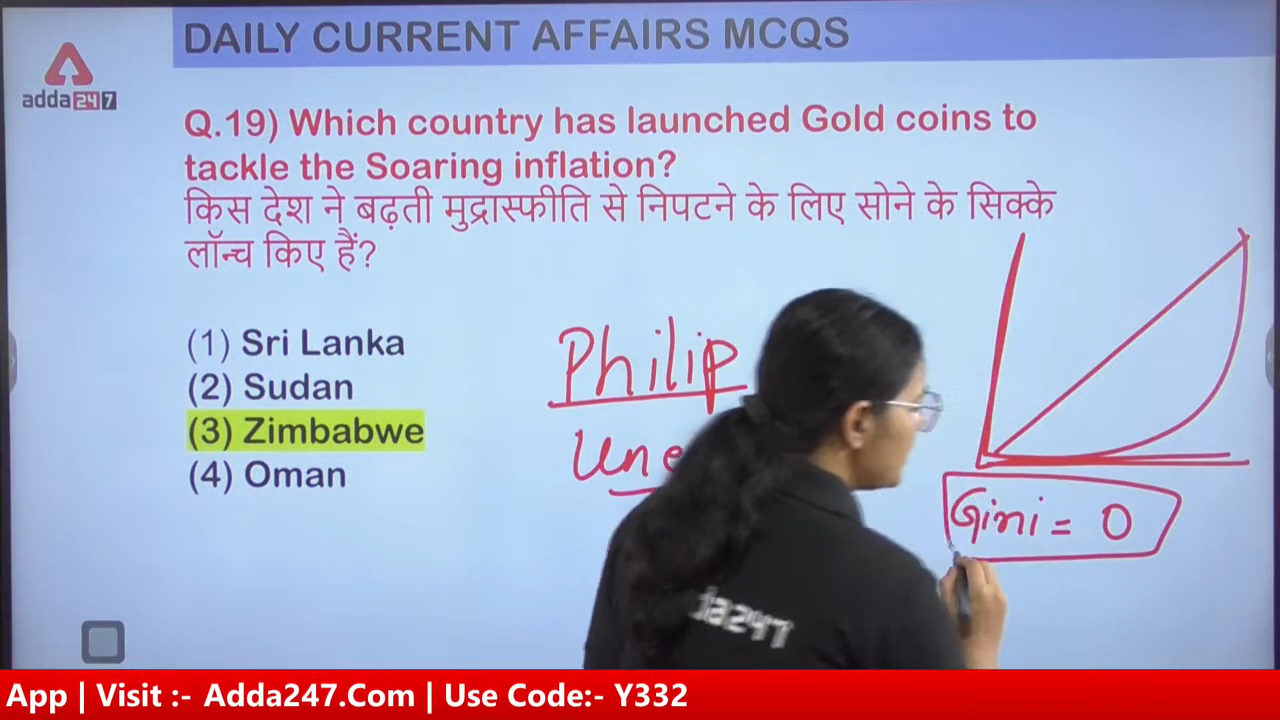 DAILY CURRENT AFFAIRS MCQS
adda247
Q.19) Which country has launched Gold coins to
tackle the Soaring inflation?
किस देश ने बढ़ती मुद्रास्फीति से निपटने के लिए सोने के सिक्के
लॉन्च किए हैं?
(1) Sri Lanka
(2) Sudan
(3) Zimbabwe
(4) Oman
Philip
Gini = 0
da247
App | Visit :- Adda247.Com | Use Code:- Y332